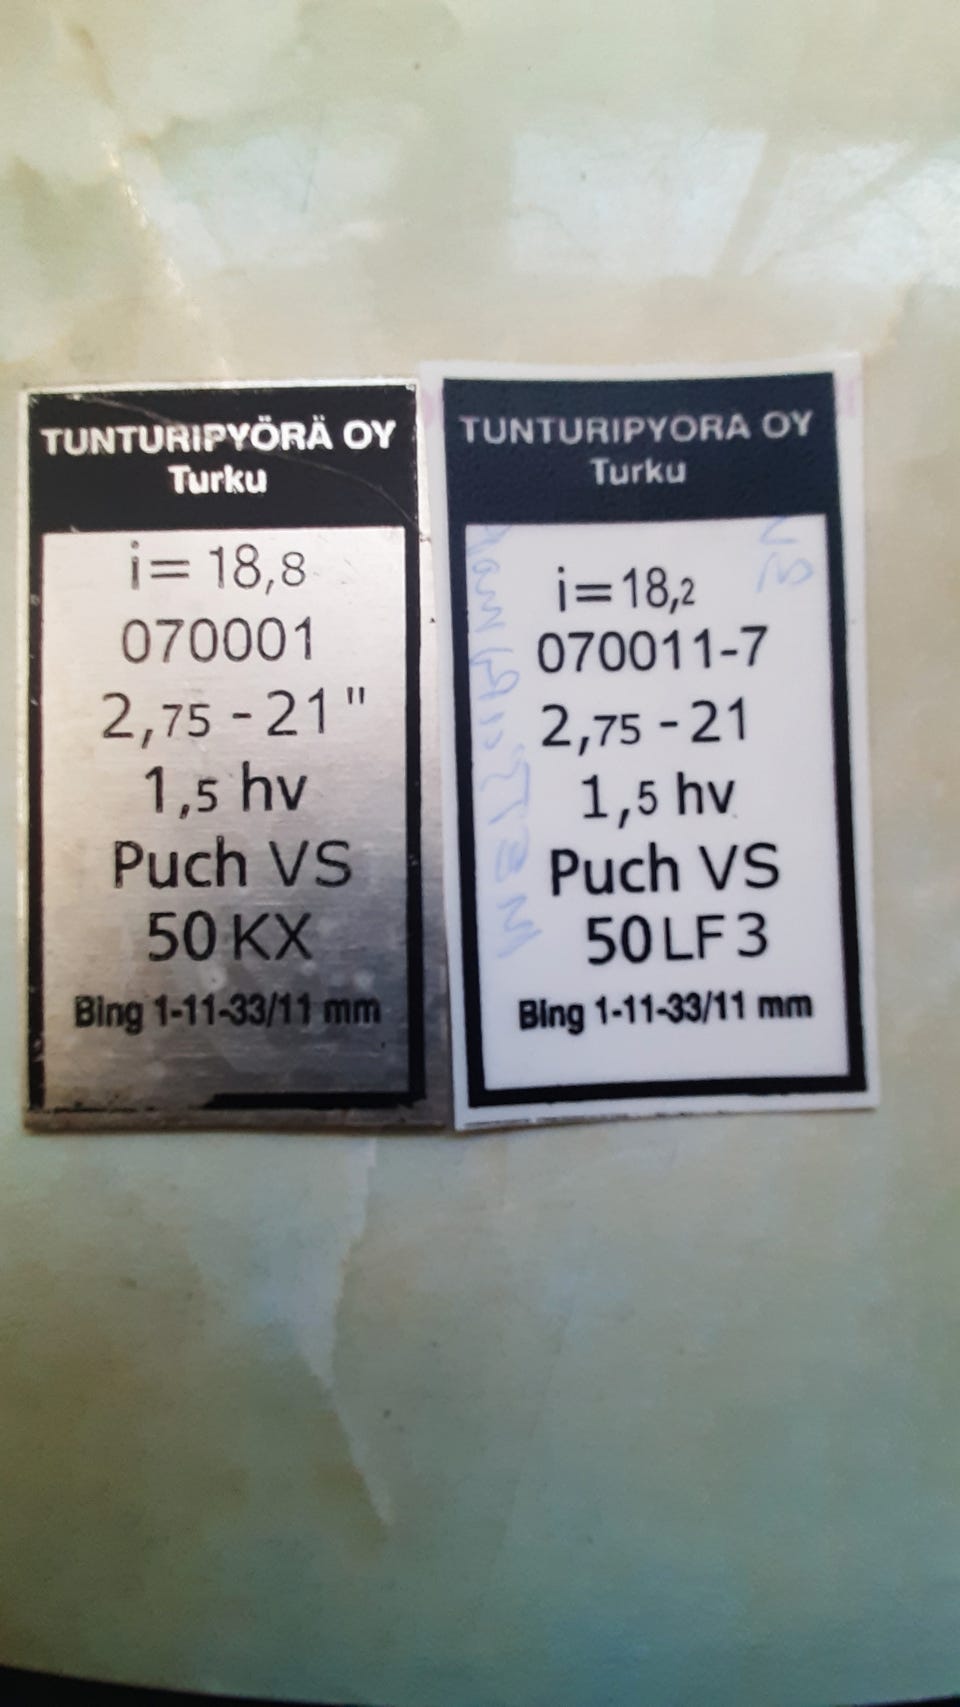 TUNTURIPYÖRÄ OY
Turku
i= 18,8
070001
2,75 - 21"
1,5 hv
Puch VS
50 KX
Bing 1-11-33/11 mm
TUNTURIPYORA OY
Turku
i=18,2
070011-7
2,75 - 21
1,5 hv
Puch VS
50 LF 3
Bing 1-11-33/11 mm